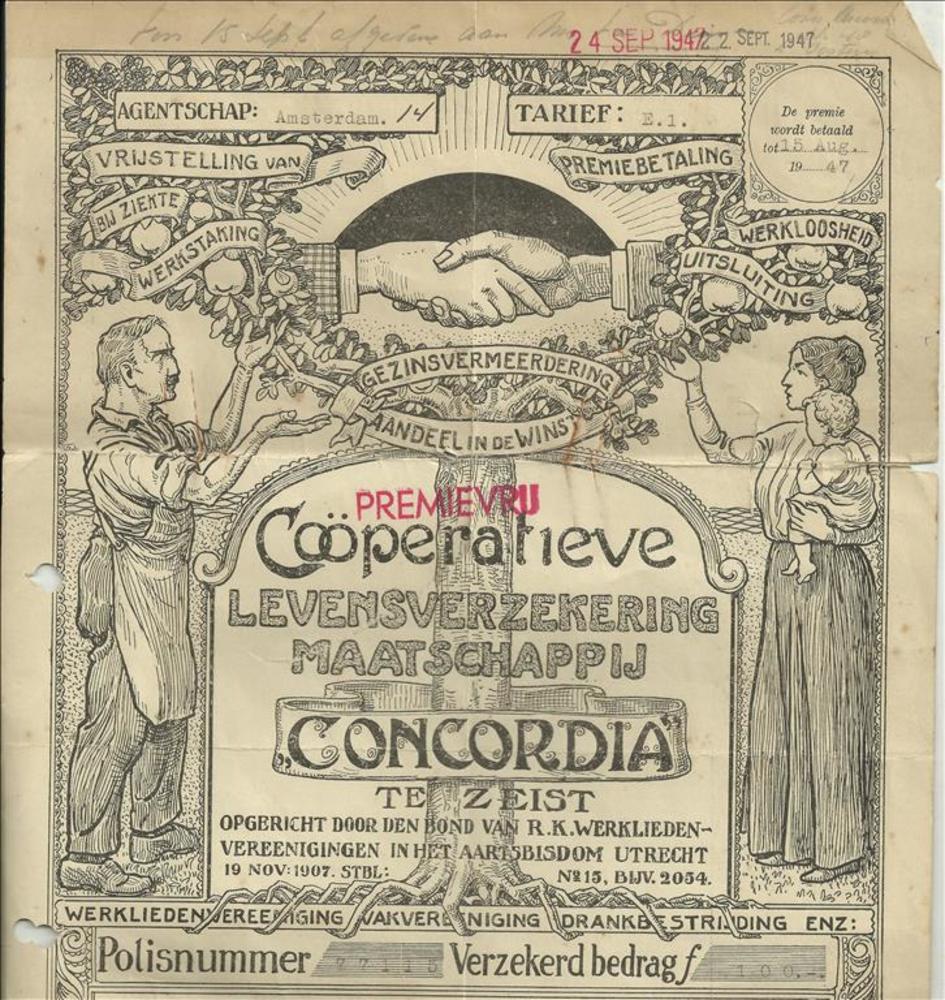 24 SEP 1947 22 SEPT. 1947
AGENTSCHAP: Amsterdam. 14
TARIEF: E.1.
De premie
wordt betaald
tot 15 Aug.
19 47
VRIJSTELLING VAN
PREMIEBETALING
BIJ ZIEKTE
WERKSTAKING
WERKLOOSHEID
UITSLUITING
GEZINSVERMEERDERING
AANDEEL IN DE WINST
PREMIEVRIJ
Coöperatieve
LEVENSVERZEKERING
MAATSCHAPPIJ
„CONCORDIA”
TE ZEIST
OPGERICHT DOOR DEN BOND VAN R.K. WERKLIEDEN-
VEREENIGINGEN IN HET AARTSBISDOM UTRECHT
19 NOV: 1907. STBL: Nº 15, BIJV. 2054.
WERKLIEDENVEREENIGING VAKVEREENIGING DRANKBESTRIJDING ENZ:
Polisnummer 77115 Verzekerd bedrag f 100,-.